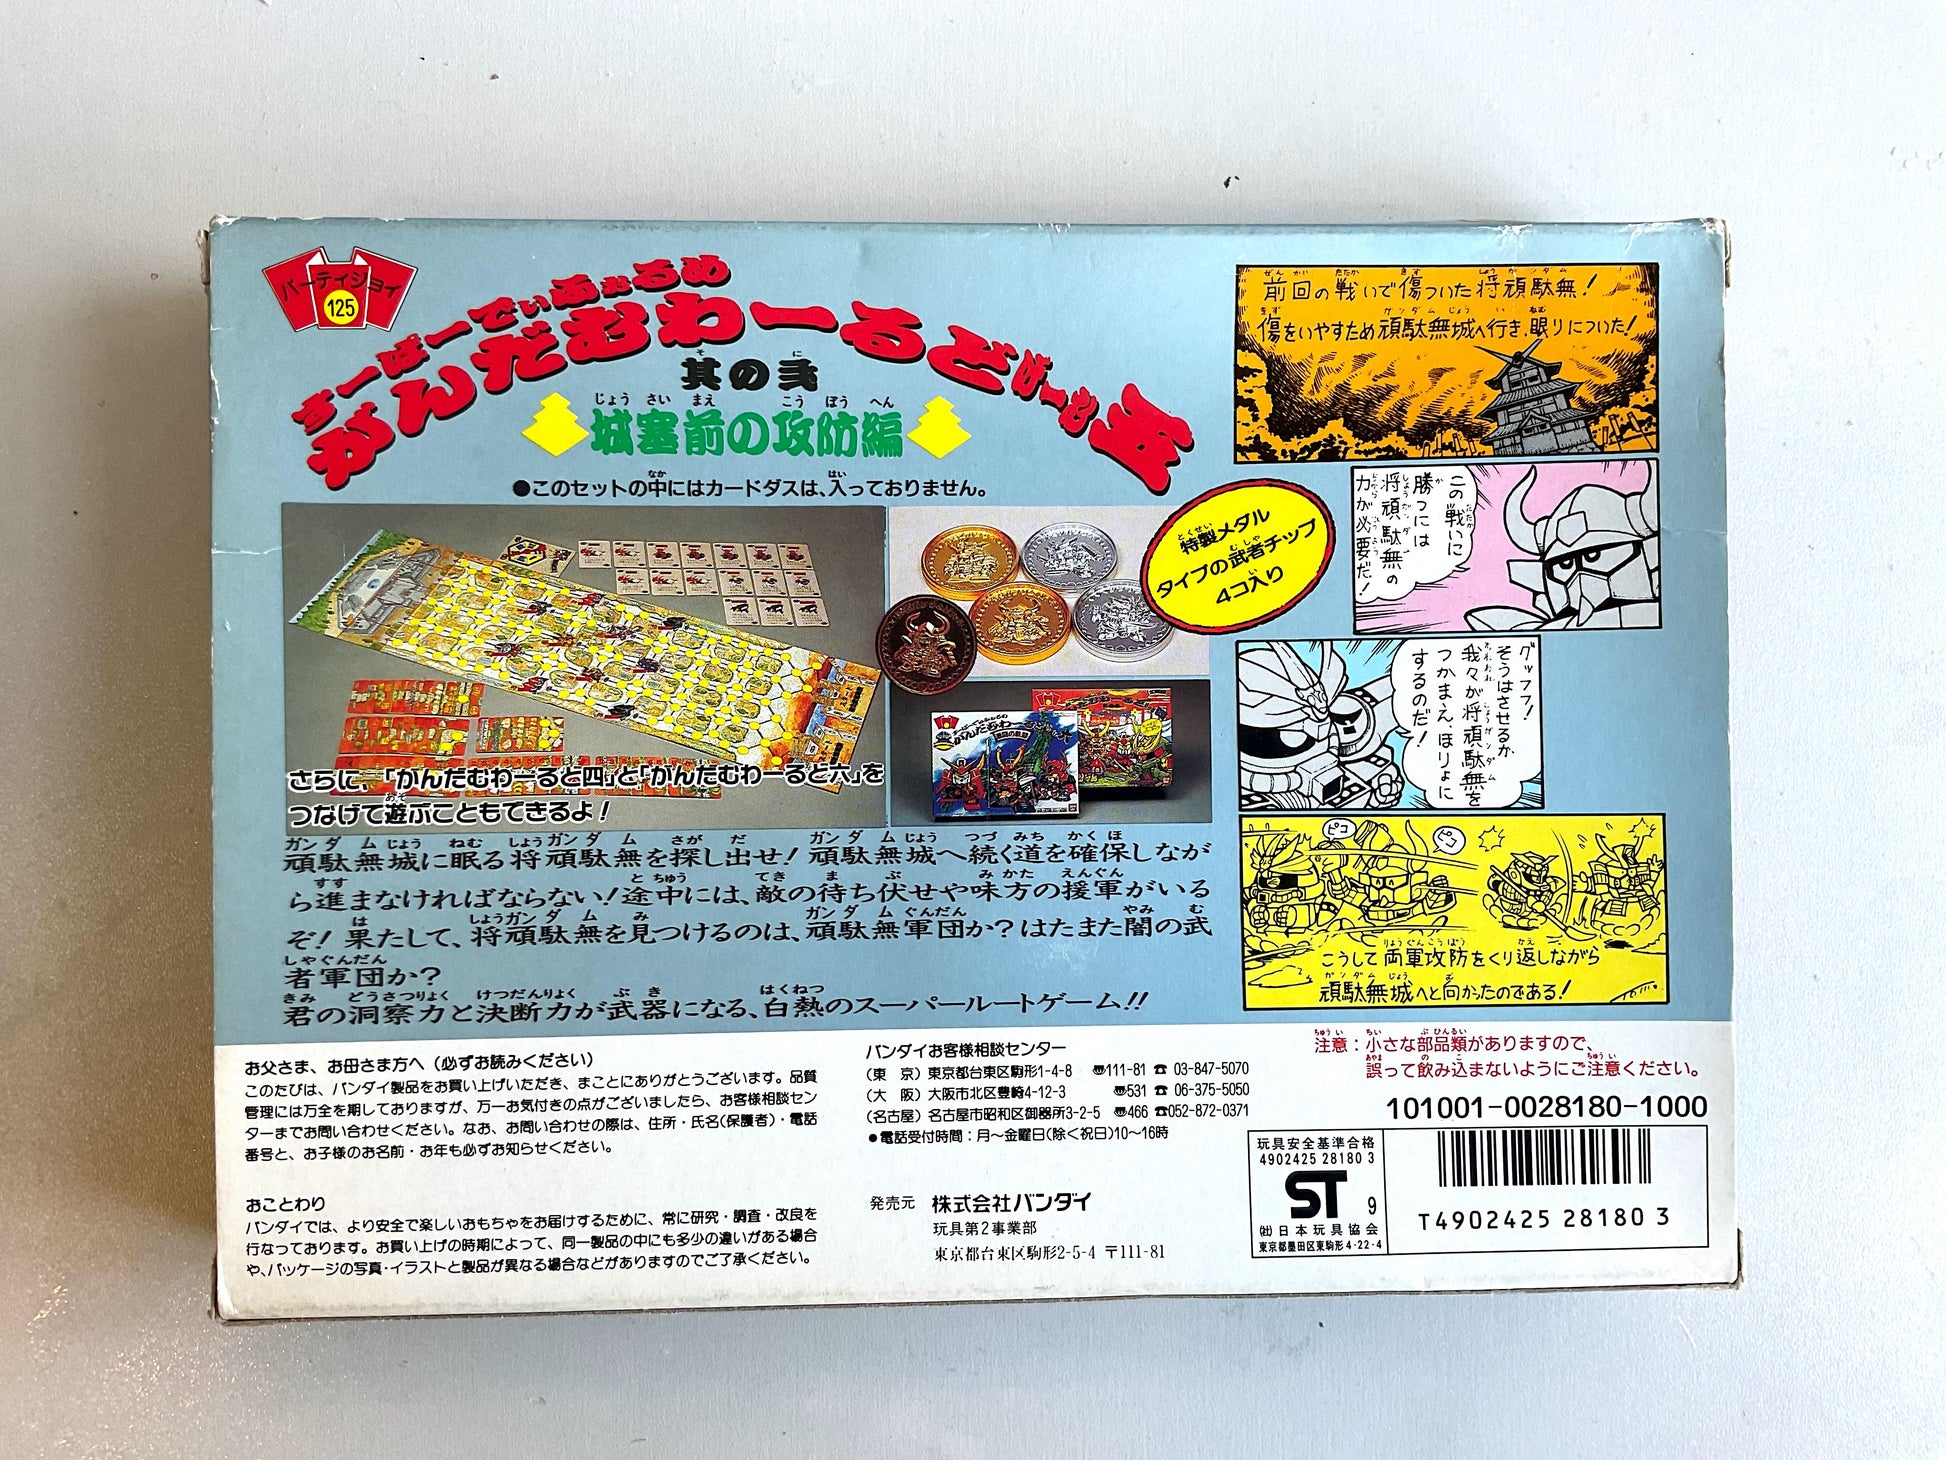 パーティジョイ
125
すーぱーでぃふぉるめ
がんだむわーるど ばーじょん 五
其の弐
城塞前の攻防編
●このセットの中にはカードダスは、入っておりません。
特製メダル
タイプの武者チップ
4コ入り
さらに、「がんだむわーるど四」と「がんだむわーるど六」を
つなげて遊ぶこともできるよ！
頑駄無城に眠る将頑駄無を探し出せ！頑駄無城へ続く道を確保しなが
ら進まなければならない！途中には、敵の待ち伏せや味方の援軍がいる
ぞ！果たして、将頑駄無を見つけるのは、頑駄無軍団か？はたまた闇の武
者軍団か？
君の洞察力と決断力が武器になる、白熱のスーパールートゲーム!!
前回の戦いで傷ついた将頑駄無！
傷をいやすため頑駄無城へ行き、眠りについた！
この戦いに
勝つには
将頑駄無の
力が必要だ！
グッフフ！
そうはさせるか
我々が将頑駄無を
つかまえ、ほりょに
するのだ！
ピコ
ピコ
こうして両軍攻防をくり返しながら
頑駄無城へと向かったのである！
お父さま、お母さま方へ（必ずお読みください）
このたびは、バンダイ製品をお買い上げいただき、まことにありがとうございます。品質
管理には万全を期しておりますが、万一お気付きの点がございましたら、お客様相談セン
ターまでお問い合わせください。なお、お問い合わせの際は、住所・氏名（保護者）・電話
番号と、お子様のお名前・お年も必ずお知らせください。
おことわり
バンダイでは、より安全で楽しいおもちゃをお届けするために、常に研究・調査・改良を
行なっております。お買い上げの時期によって、同一製品の中にも多少の違いがある場合
や、パッケージの写真・イラストと製品が異なる場合などがありますのでご了承ください。
バンダイお客様相談センター
（東　京）東京都台東区駒形1-4-8　〠111-81 ☎ 03-847-5070
（大　阪）大阪市北区豊崎4-12-3　〠531 ☎ 06-375-5050
（名古屋）名古屋市昭和区御器所3-2-5　〠466 ☎052-872-0371
●電話受付時間：月〜金曜日（除く祝日）10〜16時
発売元 株式会社バンダイ
玩具第2事業部
東京都台東区駒形2-5-4 〒111-81
注意：小さな部品類がありますので、
誤って飲み込まないようにご注意ください。
101001-0028180-1000
玩具安全基準合格
4902425 28180 3
ST 9
㈳日本玩具協会
東京都墨田区東駒形4-22-4
T4902425 28180 3